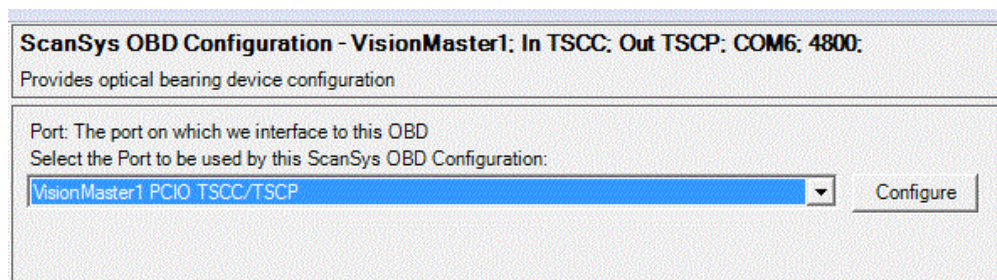 ScanSys OBD Configuration - VisionMaster1; In TSCC; Out TSCP; COM6; 4800;
Provides optical bearing device configuration
Port: The port on which we interface to this OBD
Select the Port to be used by this ScanSys OBD Configuration:
VisionMaster1 PCIO TSCC/TSCP
Configure